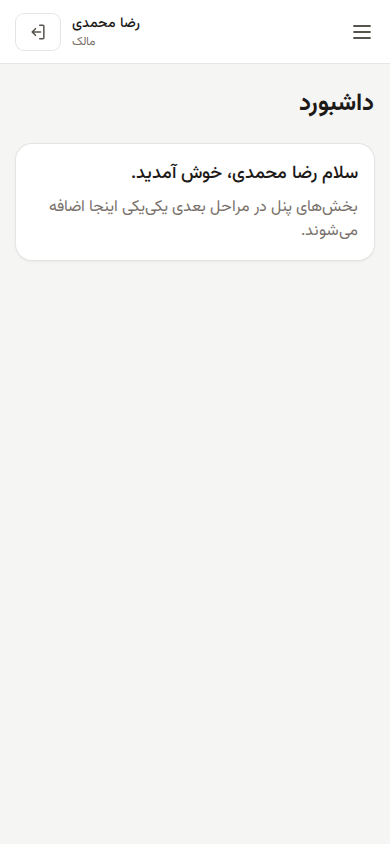 رضا محمدی
مالک
داشبورد
سلام رضا محمدی، خوش آمدید.
بخش‌های پنل در مراحل بعدی یکی‌یکی اینجا اضافه
می‌شوند.